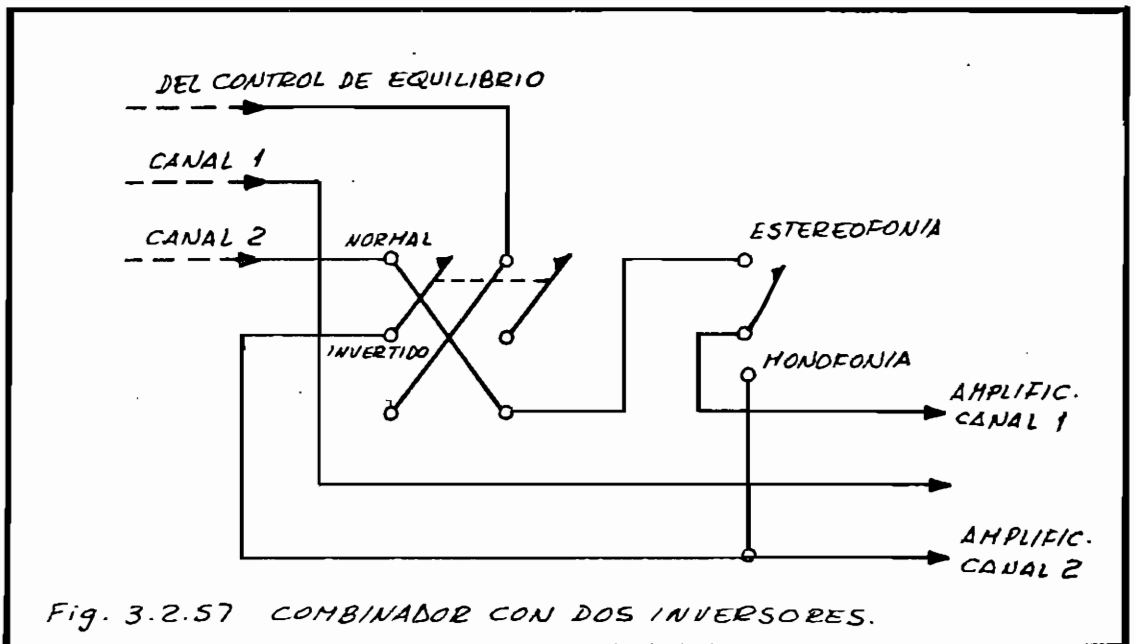 DEL CONTROL DE EQUILIBRIO
CANAL 1
CANAL 2
NORMAL
ESTEREOFONIA
INVERTIDO
MONOFONIA
AMPLIFIC.
CANAL 1
AMPLIFIC.
CANAL 2
Fig. 3.2.57 COMBINADOR CON DOS INVERSORES.